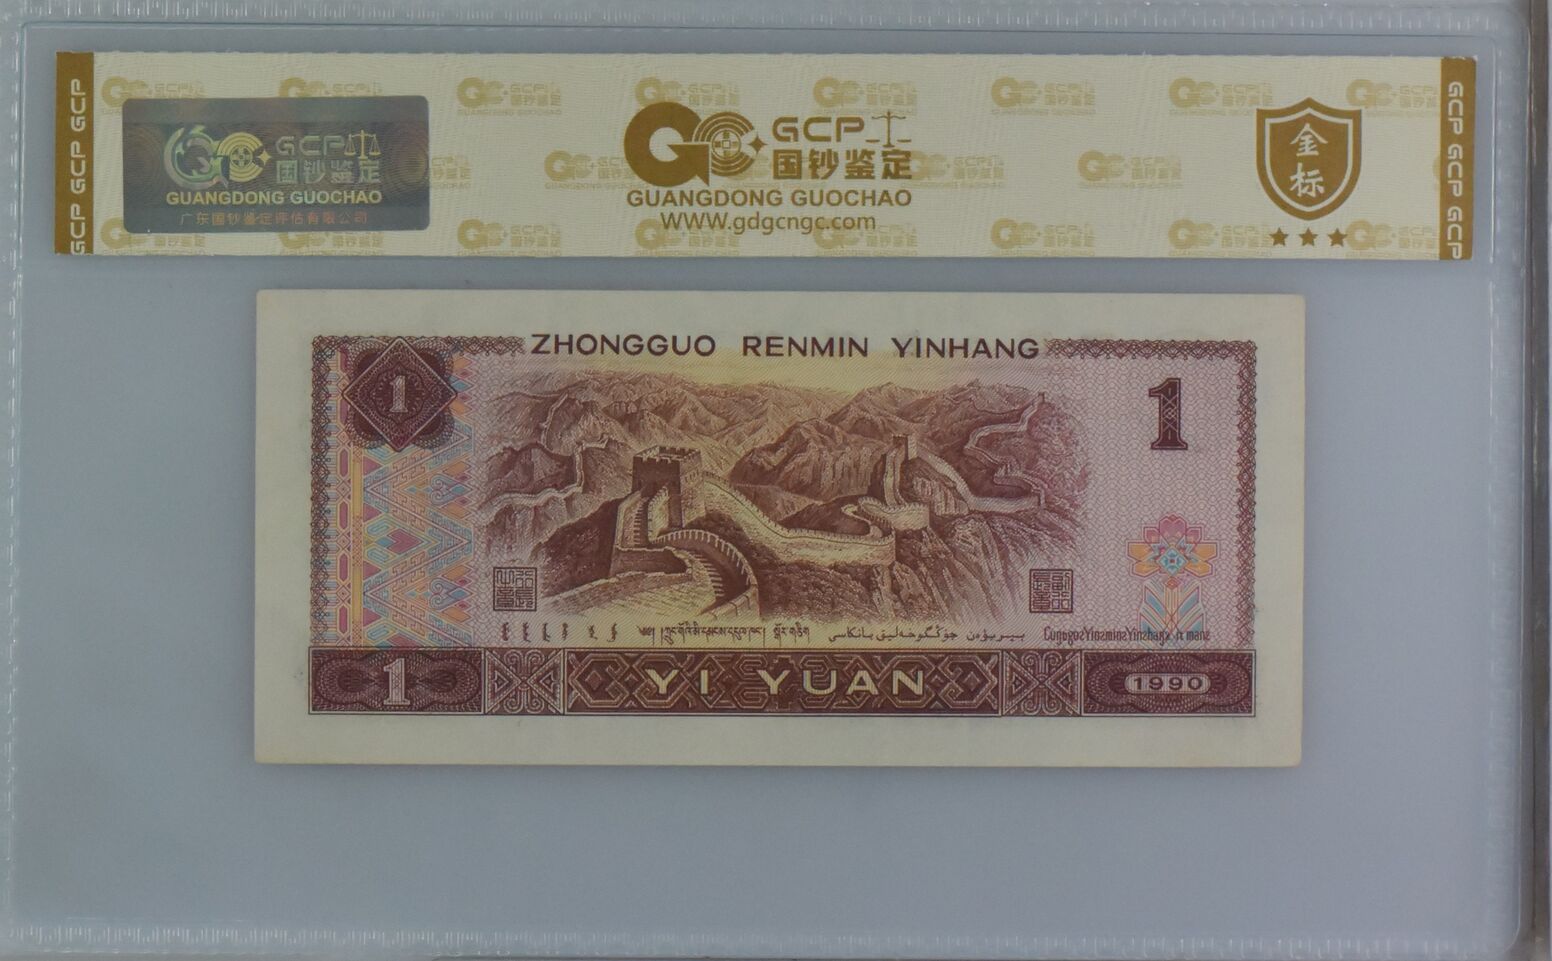 GCP 国钞鉴定
GUANGDONG GUOCHAO
广东国钞鉴定评估有限公司
GCP 国钞鉴定
GUANGDONG GUOCHAO
WWW.gdgcngc.com
金标
GCP GCP GCP
GCP GCP GCP
ZHONGGUO RENMIN YINHANG
1
1
1 YI YUAN 1990